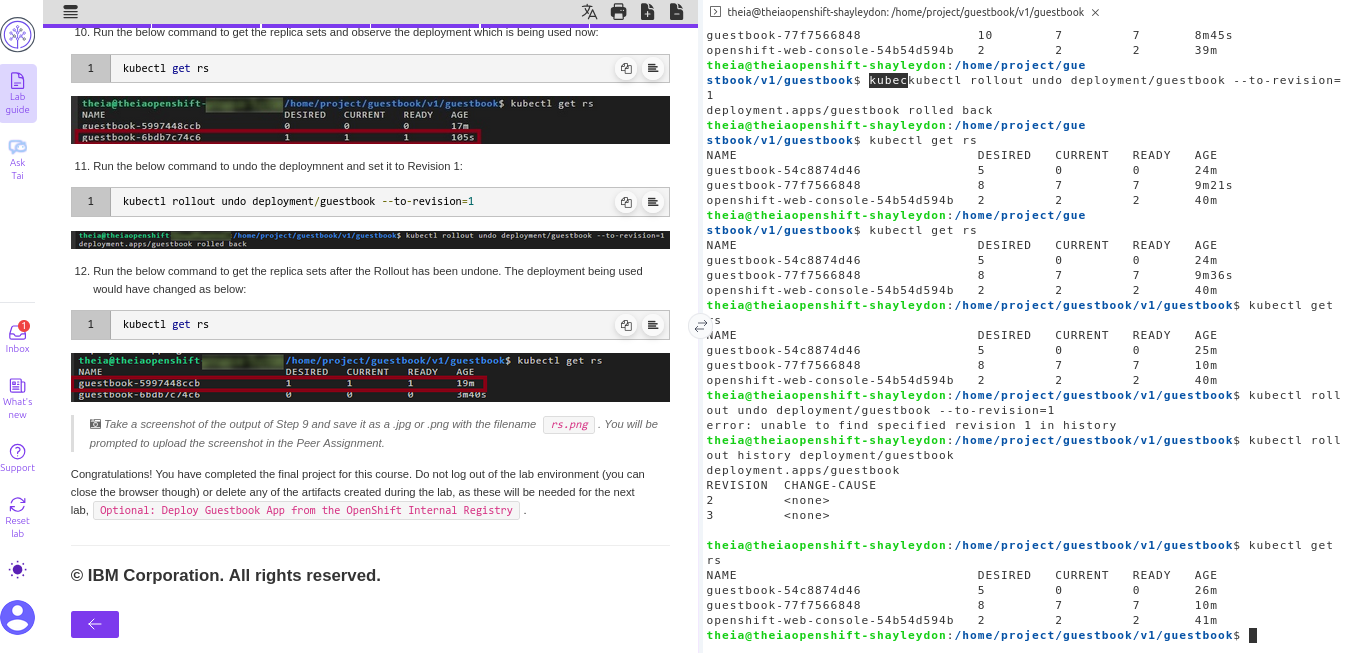 Lab
guide
Ask
Tai
1
Inbox
What's
new
Support
Reset
lab
10. Run the below command to get the replica sets and observe the deployment which is being used now:
1 kubectl get rs
theia@theiaopenshift- /home/project/guestbook/v1/guestbook$ kubectl get rs
NAME DESIRED CURRENT READY AGE
guestbook-5997448ccb 0 0 0 17m
guestbook-6bdb7c74c6 1 1 1 105s
11. Run the below command to undo the deploymnent and set it to Revision 1:
1 kubectl rollout undo deployment/guestbook --to-revision=1
theia@theiaopenshift /home/project/guestbook/v1/guestbook$ kubectl rollout undo deployment/guestbook --to-revision=1
deployment.apps/guestbook rolled back
12. Run the below command to get the replica sets after the Rollout has been undone. The deployment being used
would have changed as below:
1 kubectl get rs
theia@theiaopenshift /home/project/guestbook/v1/guestbook$ kubectl get rs
NAME DESIRED CURRENT READY AGE
guestbook-5997448ccb 1 1 1 19m
guestbook-6bdb7c74c6 0 0 0 3m40s
Take a screenshot of the output of Step 9 and save it as a .jpg or .png with the filename rs.png . You will be
prompted to upload the screenshot in the Peer Assignment.
Congratulations! You have completed the final project for this course. Do not log out of the lab environment (you can
close the browser though) or delete any of the artifacts created during the lab, as these will be needed for the next
lab, Optional: Deploy Guestbook App from the OpenShift Internal Registry .
© IBM Corporation. All rights reserved.
theia@theiaopenshift-shayleydon: /home/project/guestbook/v1/guestbook ×
guestbook-77f7566848 10 7 7 8m45s
openshift-web-console-54b54d594b 2 2 2 39m
theia@theiaopenshift-shayleydon:/home/project/gue
stbook/v1/guestbook$ kubeckubectl rollout undo deployment/guestbook --to-revision=
1
deployment.apps/guestbook rolled back
theia@theiaopenshift-shayleydon:/home/project/gue
stbook/v1/guestbook$ kubectl get rs
NAME DESIRED CURRENT READY AGE
guestbook-54c8874d46 5 0 0 24m
guestbook-77f7566848 8 7 7 9m21s
openshift-web-console-54b54d594b 2 2 2 40m
theia@theiaopenshift-shayleydon:/home/project/gue
stbook/v1/guestbook$ kubectl get rs
NAME DESIRED CURRENT READY AGE
guestbook-54c8874d46 5 0 0 24m
guestbook-77f7566848 8 7 7 9m36s
openshift-web-console-54b54d594b 2 2 2 40m
theia@theiaopenshift-shayleydon:/home/project/guestbook/v1/guestbook$ kubectl get
rs
NAME DESIRED CURRENT READY AGE
guestbook-54c8874d46 5 0 0 25m
guestbook-77f7566848 8 7 7 10m
openshift-web-console-54b54d594b 2 2 2 40m
theia@theiaopenshift-shayleydon:/home/project/guestbook/v1/guestbook$ kubectl roll
out undo deployment/guestbook --to-revision=1
error: unable to find specified revision 1 in history
theia@theiaopenshift-shayleydon:/home/project/guestbook/v1/guestbook$ kubectl roll
out history deployment/guestbook
deployment.apps/guestbook
REVISION CHANGE-CAUSE
2 <none>
3 <none>
theia@theiaopenshift-shayleydon:/home/project/guestbook/v1/guestbook$ kubectl get
rs
NAME DESIRED CURRENT READY AGE
guestbook-54c8874d46 5 0 0 26m
guestbook-77f7566848 8 7 7 10m
openshift-web-console-54b54d594b 2 2 2 41m
theia@theiaopenshift-shayleydon:/home/project/guestbook/v1/guestbook$